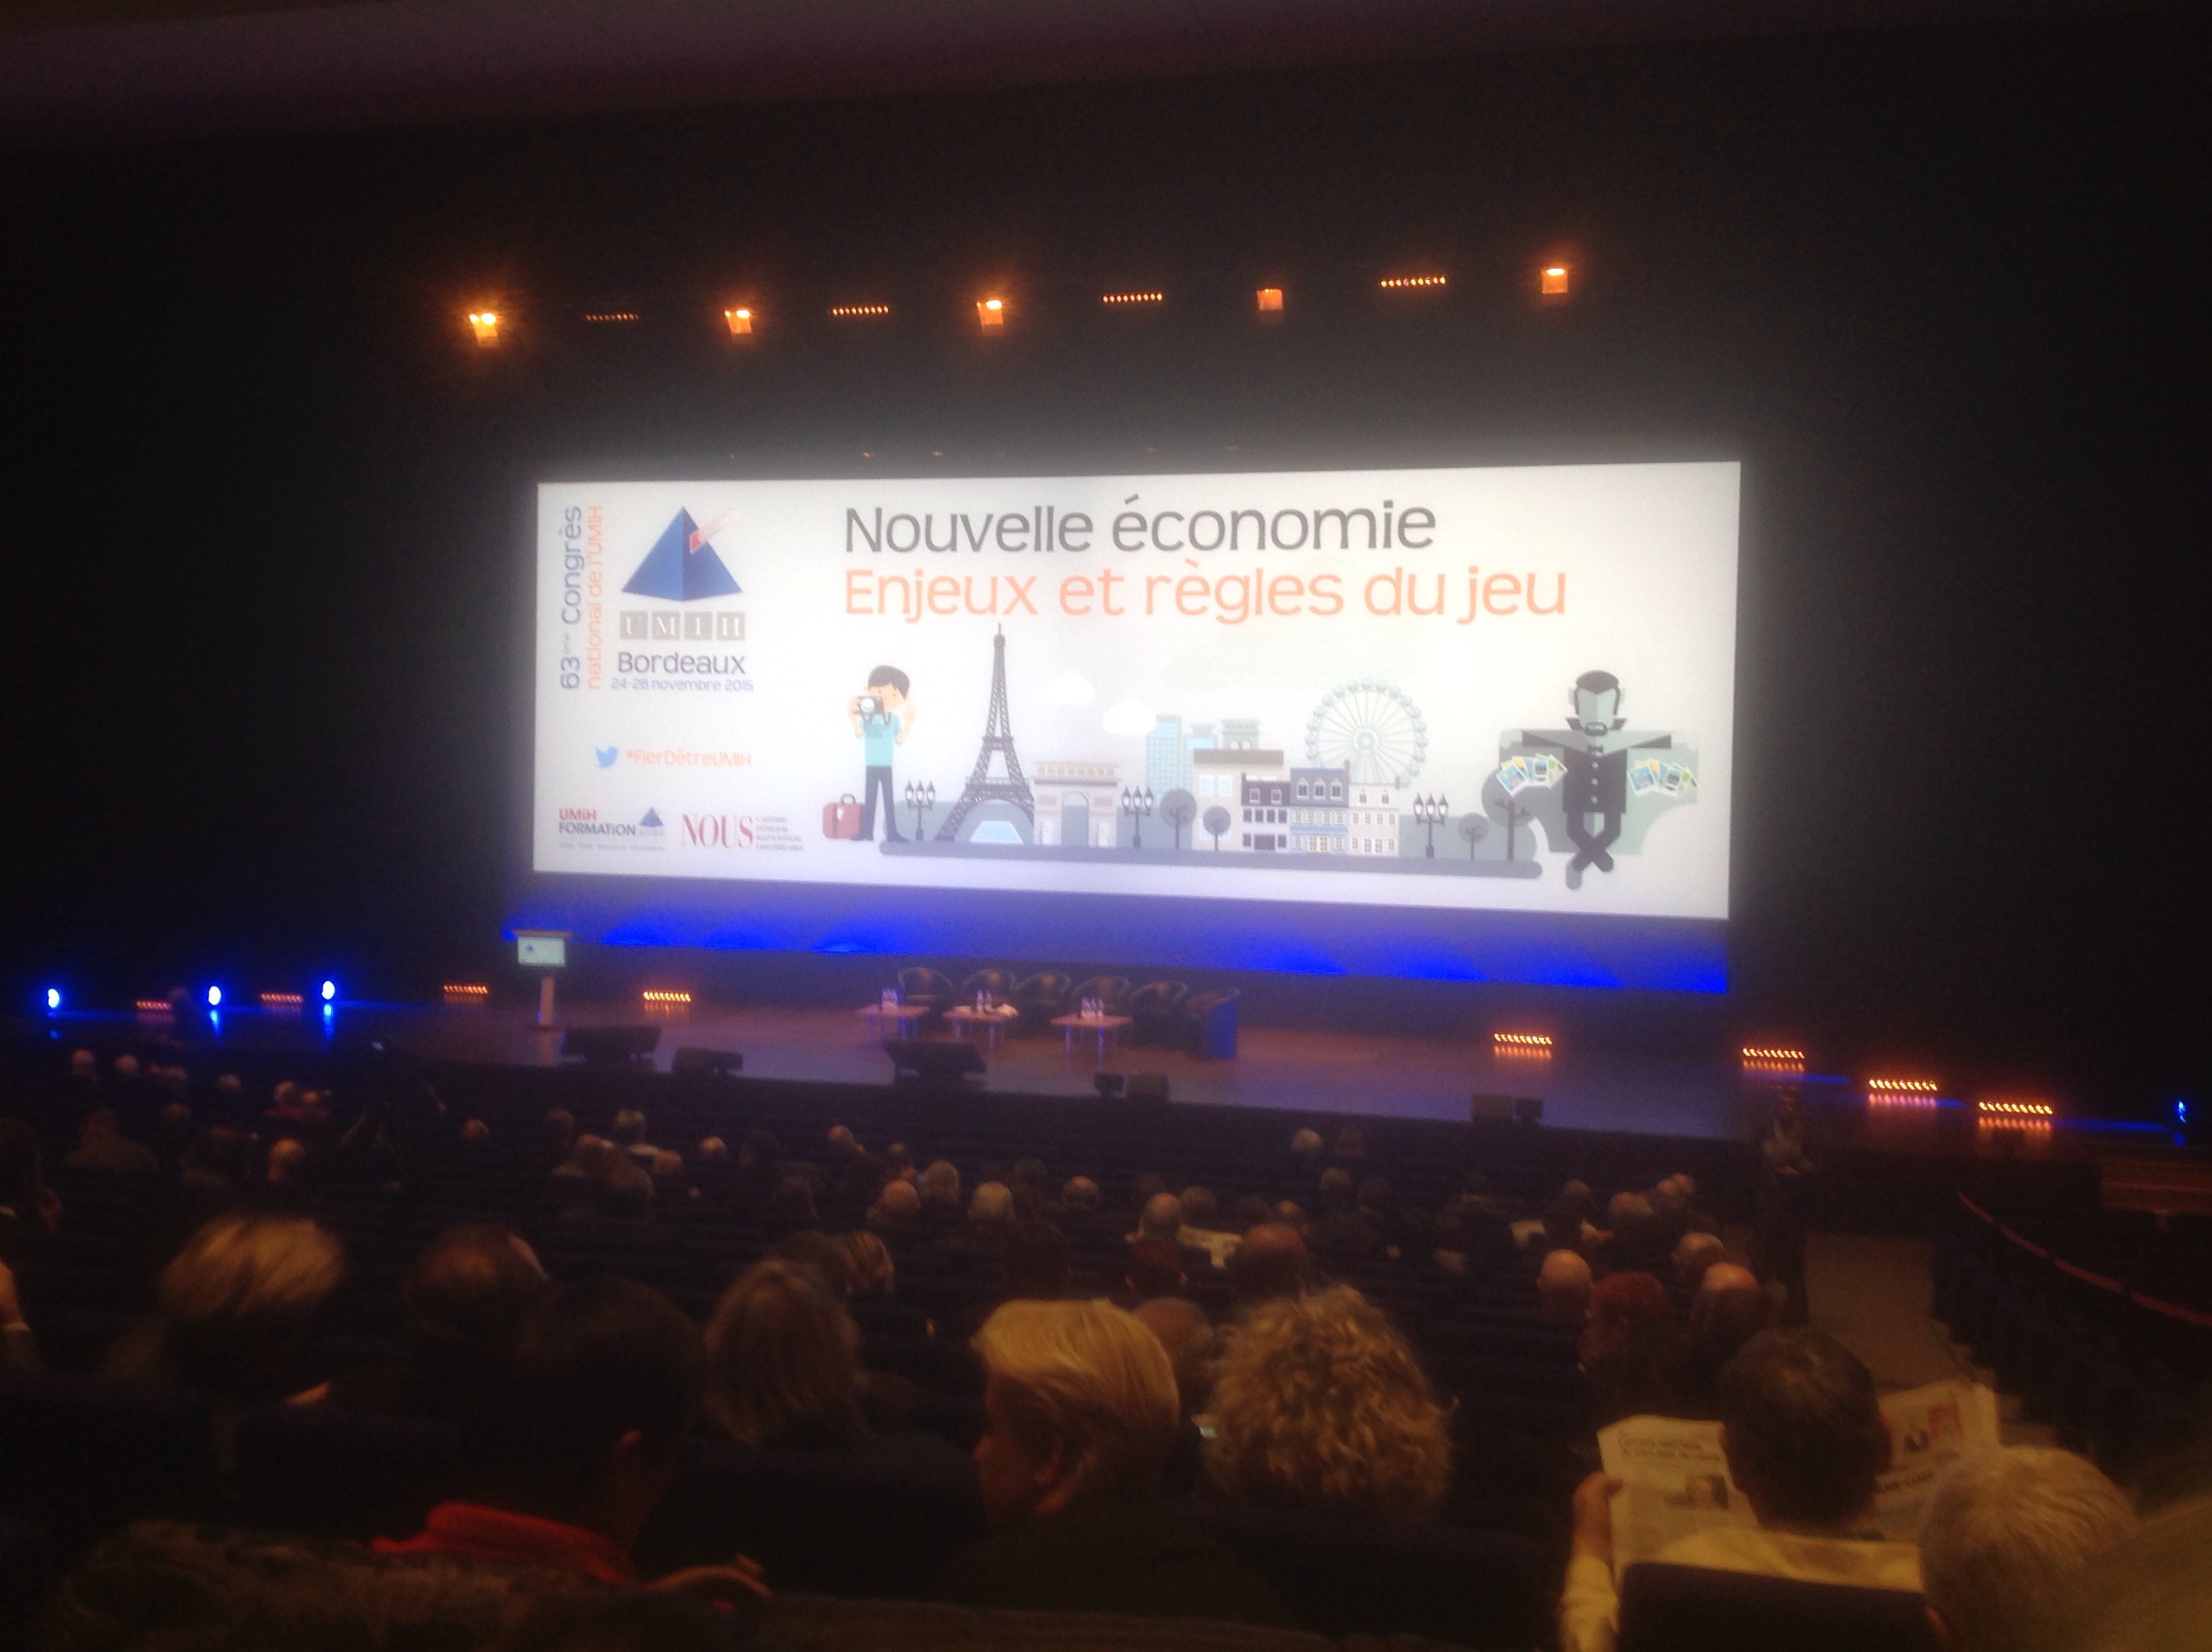 63ème Congrès
national de l'UMIH
UMIH
Bordeaux
24-26 novembre 2015
#FierDêtreUMIH
UMiH
FORMATiON
NOUS
Nouvelle économie
Enjeux et règles du jeu